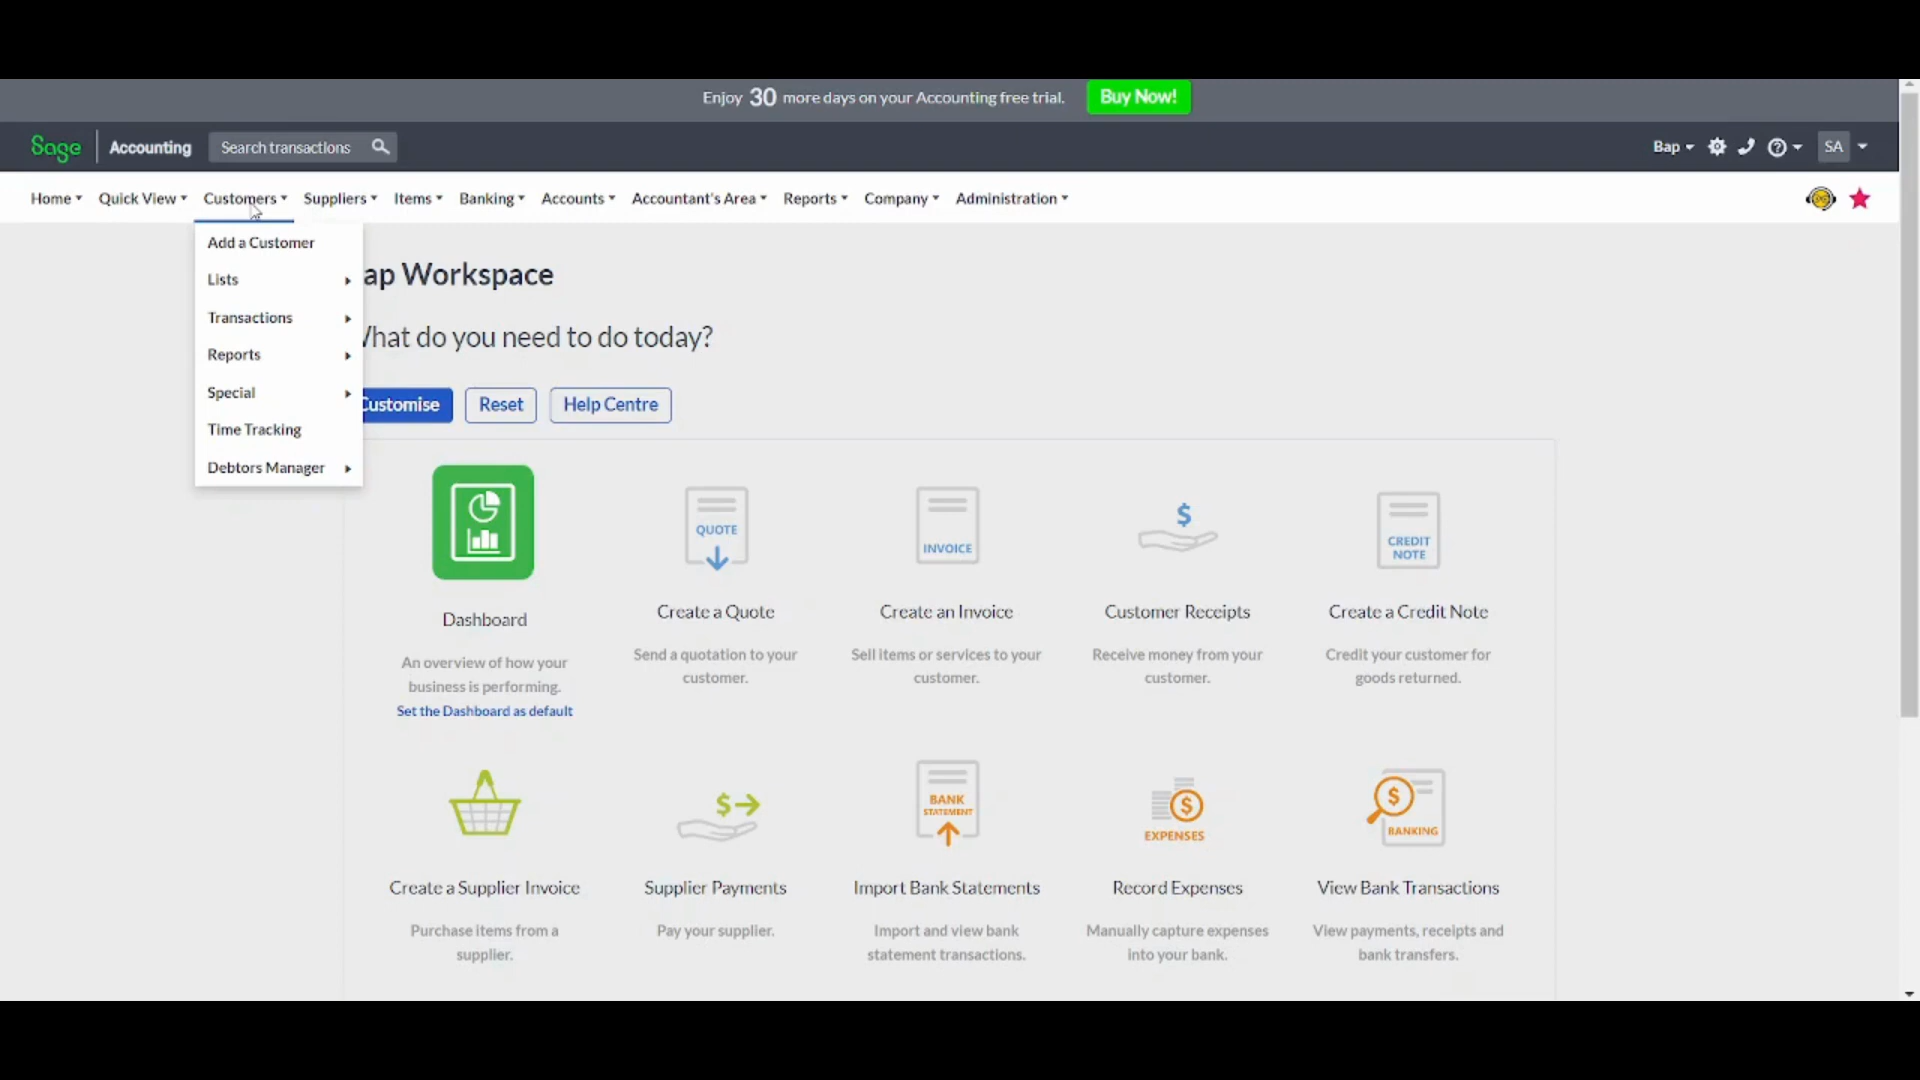 Enjoy 30 more days on your Accounting free trial. Buy Now!
Sage Accounting Search transactions Bap SA
Home Quick View Customers Suppliers Items Banking Accounts Accountant's Area Reports Company Administration
Add a Customer
Lists
Transactions
Reports
Special
Time Tracking
Debtors Manager
ap Workspace
hat do you need to do today?
Customise Reset Help Centre
QUOTE
INVOICE
$
CREDIT
NOTE
Dashboard
An overview of how your
business is performing.
Set the Dashboard as default
Create a Quote
Send a quotation to your
customer.
Create an Invoice
Sell items or services to your
customer.
Customer Receipts
Receive money from your
customer.
Create a Credit Note
Credit your customer for
goods returned.
$
BANK
STATEMENT
$
EXPENSES
$
BANKING
Create a Supplier Invoice
Purchase items from a
supplier.
Supplier Payments
Pay your supplier.
Import Bank Statements
Import and view bank
statement transactions.
Record Expenses
Manually capture expenses
into your bank.
View Bank Transactions
View payments, receipts and
bank transfers.